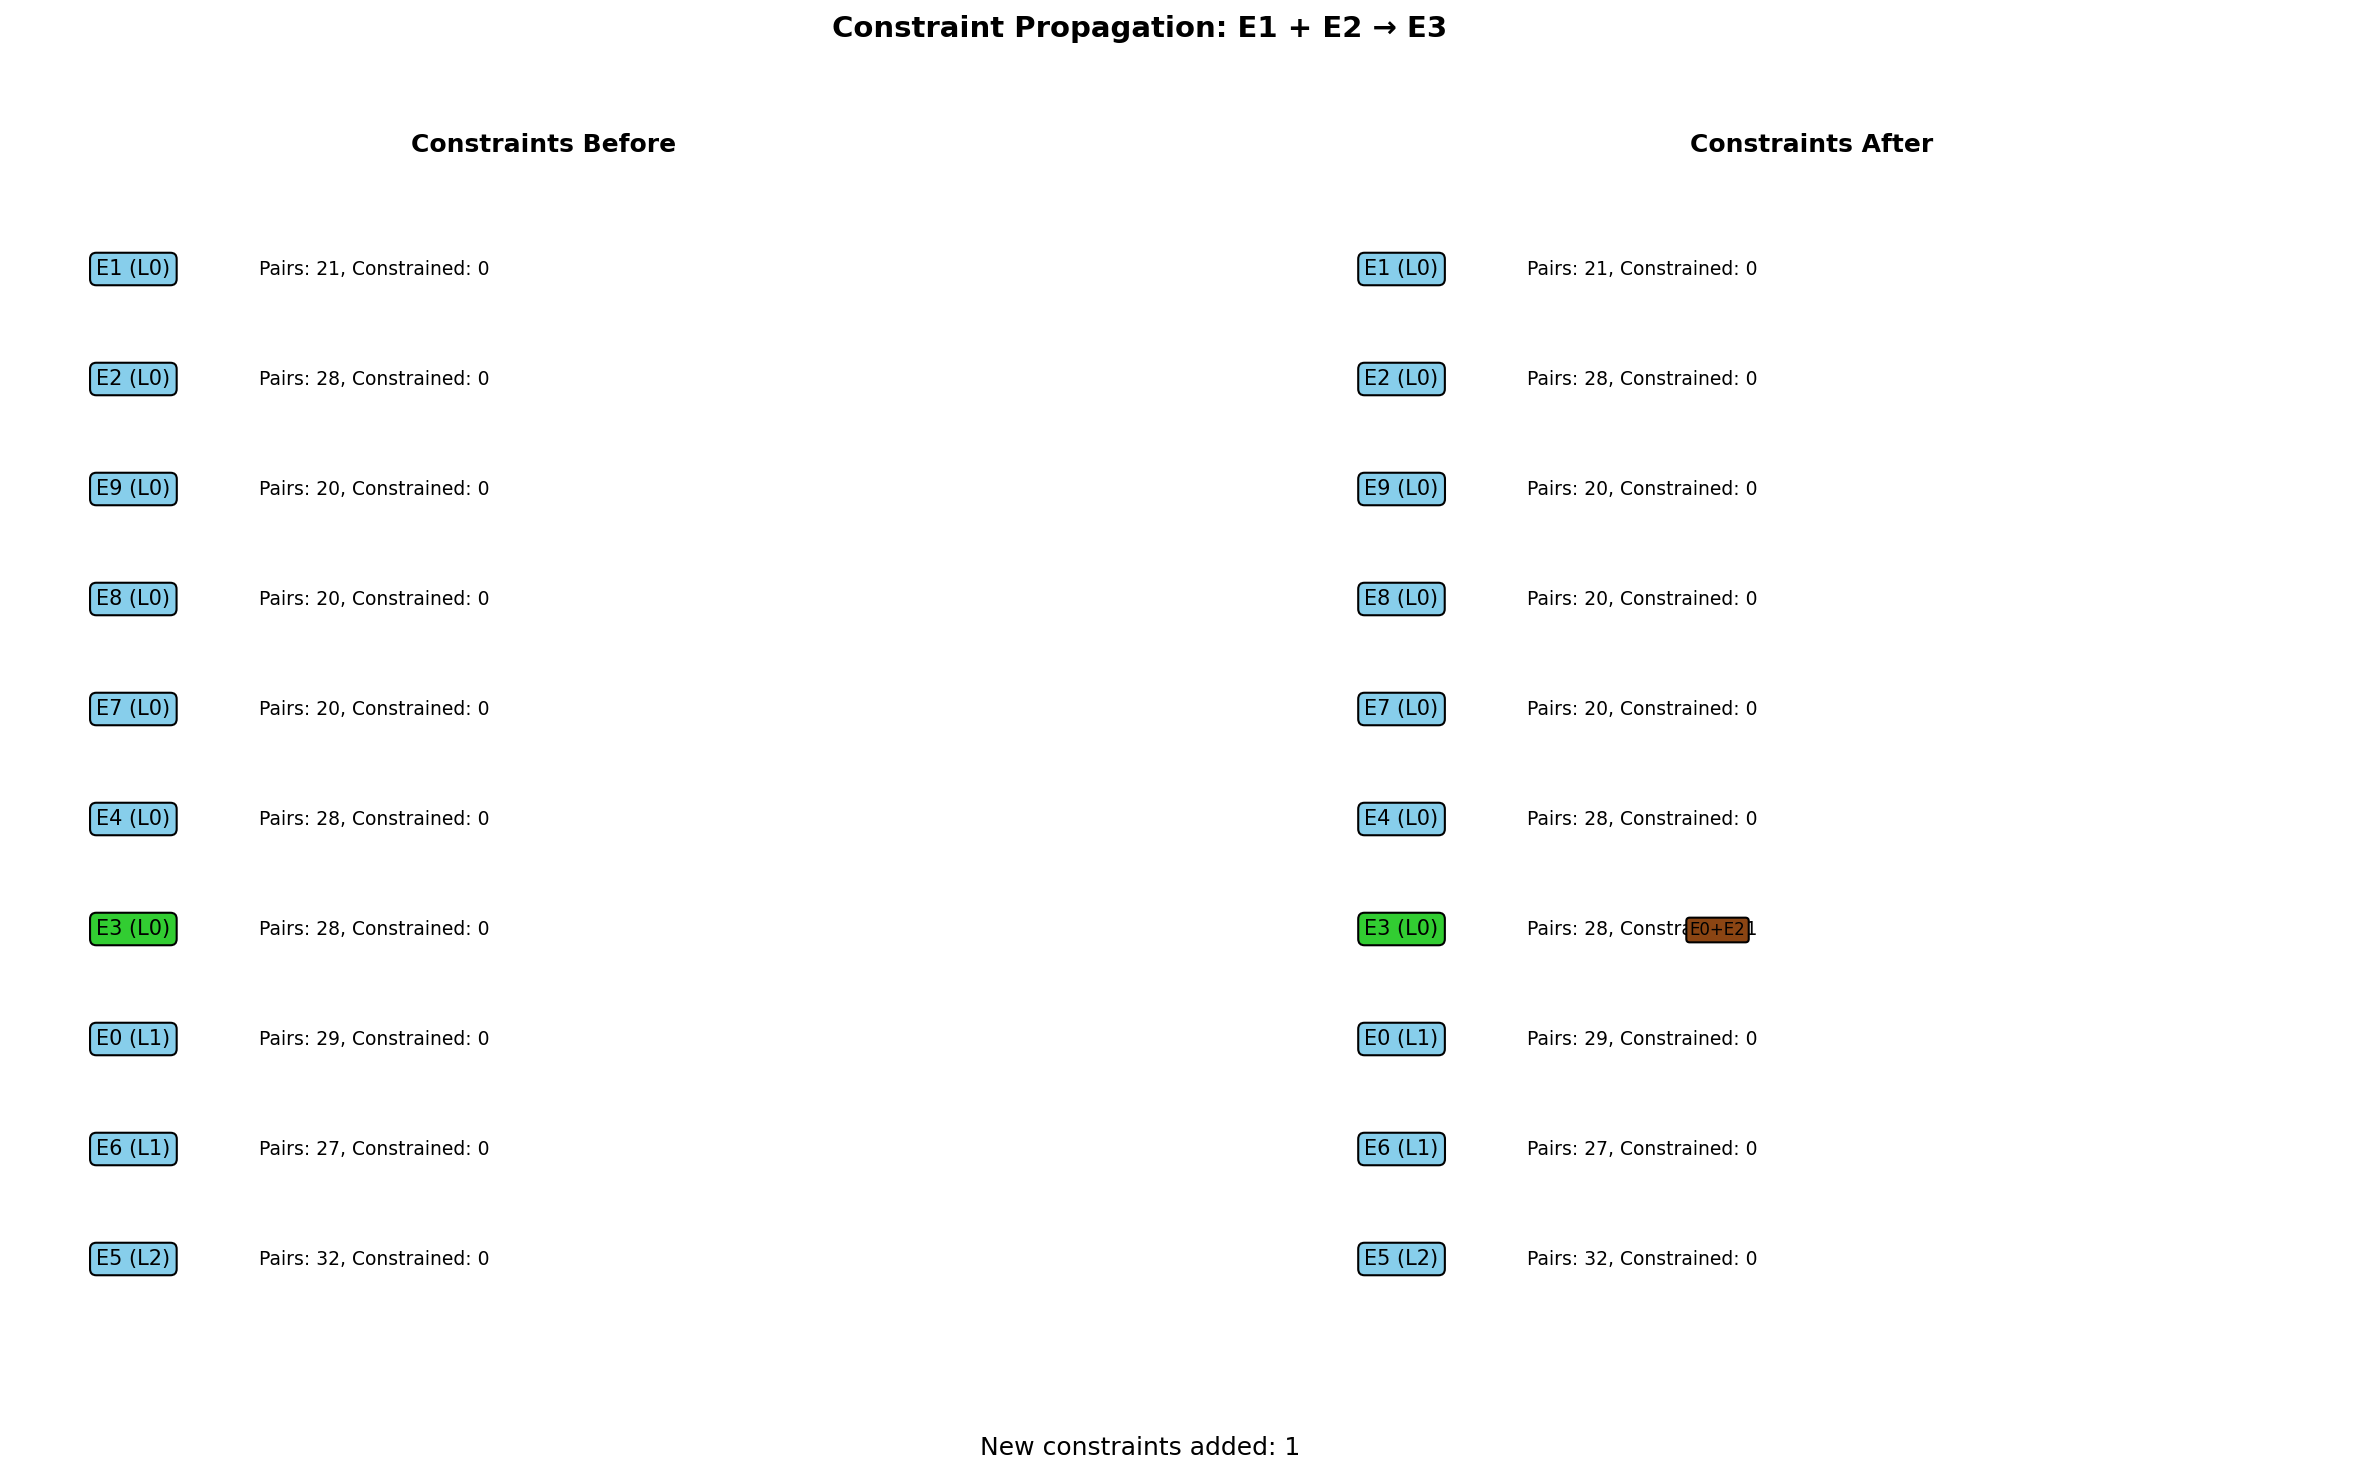 Constraint Propagation: E1 + E2 → E3
Constraints Before
E1 (L0) Pairs: 21, Constrained: 0
E2 (L0) Pairs: 28, Constrained: 0
E9 (L0) Pairs: 20, Constrained: 0
E8 (L0) Pairs: 20, Constrained: 0
E7 (L0) Pairs: 20, Constrained: 0
E4 (L0) Pairs: 28, Constrained: 0
E3 (L0) Pairs: 28, Constrained: 0
E0 (L1) Pairs: 29, Constrained: 0
E6 (L1) Pairs: 27, Constrained: 0
E5 (L2) Pairs: 32, Constrained: 0
Constraints After
E1 (L0) Pairs: 21, Constrained: 0
E2 (L0) Pairs: 28, Constrained: 0
E9 (L0) Pairs: 20, Constrained: 0
E8 (L0) Pairs: 20, Constrained: 0
E7 (L0) Pairs: 20, Constrained: 0
E4 (L0) Pairs: 28, Constrained: 0
E3 (L0) Pairs: 28, E0+E2 1
E0 (L1) Pairs: 29, Constrained: 0
E6 (L1) Pairs: 27, Constrained: 0
E5 (L2) Pairs: 32, Constrained: 0
New constraints added: 1